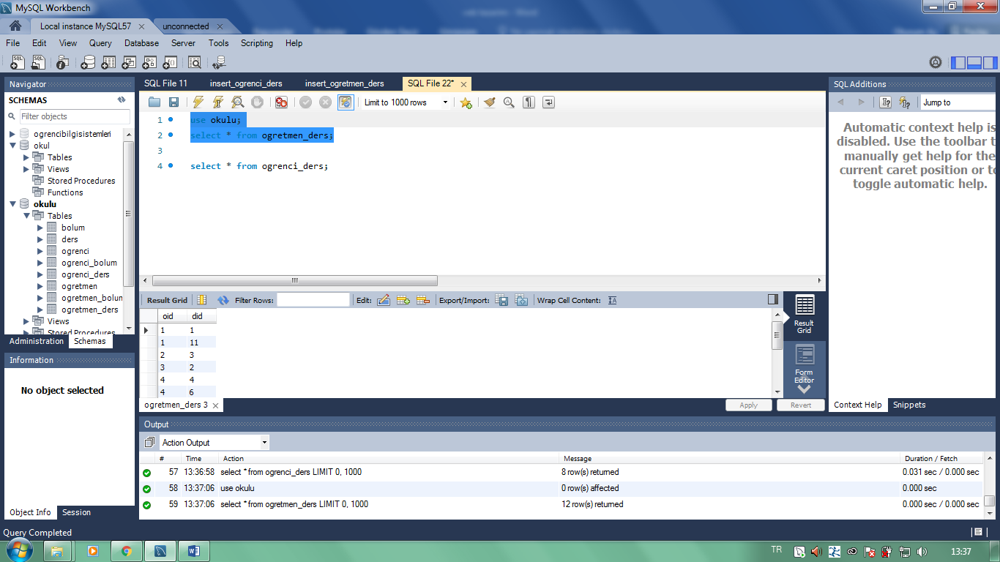 MySQL Workbench
Local instance MySQL57
unconnected
File Edit View Query Database Server Tools Scripting Help
Navigator
SCHEMAS
Filter objects
ogrencibilgisistemleri
okul
Tables
Views
Stored Procedures
Functions
okulu
Tables
bolum
ders
ogrenci
ogrenci_bolum
ogrenci_ders
ogretmen
ogretmen_bolun
ogretmen_ders
Views
Stored Procedures
Administration Schemas
Information
No object selected
Object Info Session
SQL File 11 insert_ogrenci_ders insert_ogretmen_ders SQL File 22*
Limit to 1000 rows
1 use okulu;
2 select * from ogretmen_ders;
3
4 select * from ogrenci_ders;
Result Grid Filter Rows: Edit: Export/Import: Wrap Cell Content:
oid did
1 1
1 11
2 3
3 2
4 4
4 6
Result Grid
Form Editor
ogretmen_ders 3
Apply Revert
SQL Additions
Jump to
Automatic context help is
disabled. Use the toolbar t
manually get help for the
current caret position or to
toggle automatic help.
Context Help Snippets
Output
Action Output
# Time Action Message Duration / Fetch
57 13:36:58 select * from ogrenci_ders LIMIT 0, 1000 8 row(s) returned 0.031 sec / 0.000 sec
58 13:37:06 use okulu 0 row(s) affected 0.000 sec
59 13:37:06 select * from ogretmen_ders LIMIT 0, 1000 12 row(s) returned 0.000 sec / 0.000 sec
Query Completed
TR
13:37